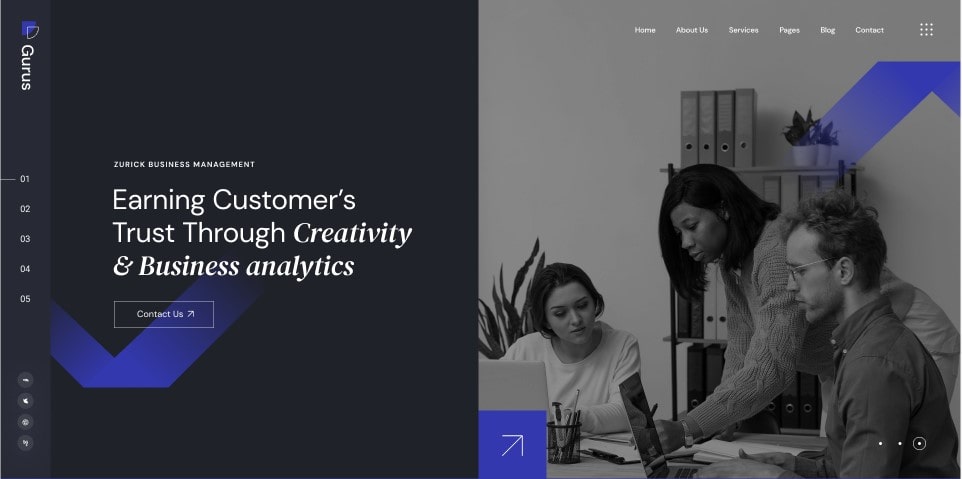 Gurus
Home About Us Services Pages Blog Contact
01
02
03
04
05
ZURICK BUSINESS MANAGEMENT
Earning Customer’s
Trust Through Creativity
& Business analytics
Contact Us